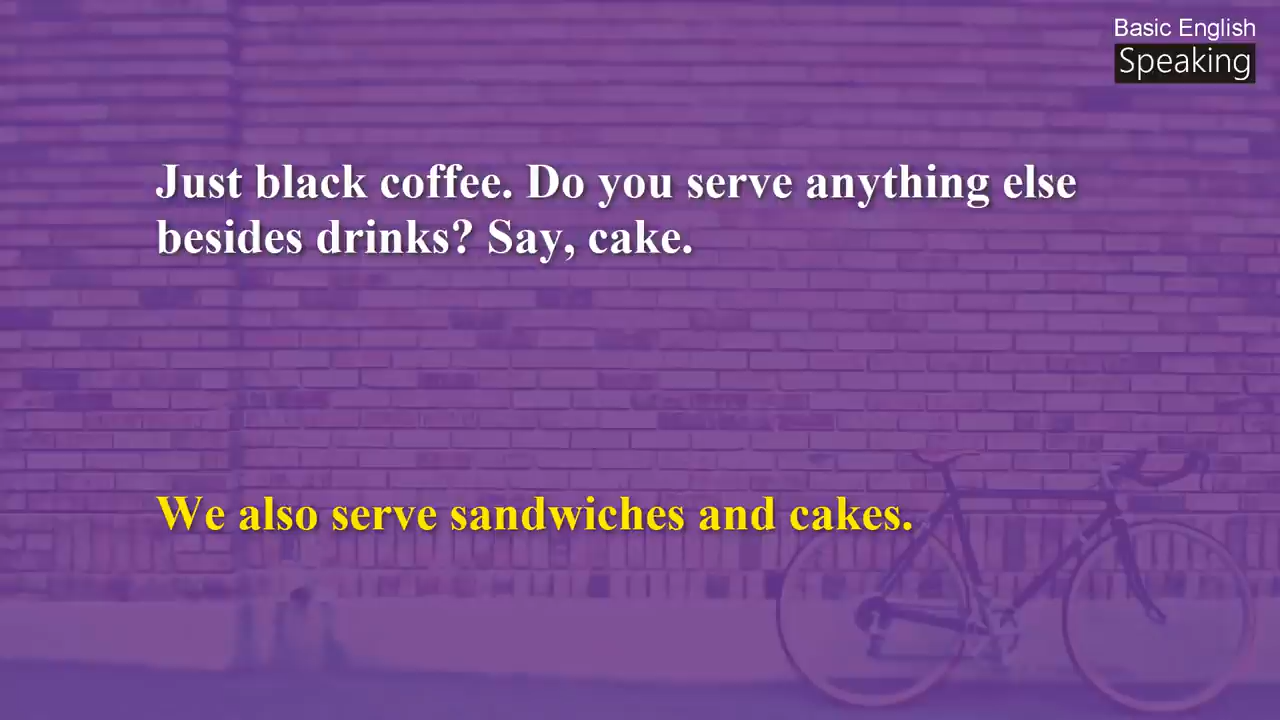 Basic English
Speaking
Just black coffee. Do you serve anything else
besides drinks? Say, cake.
We also serve sandwiches and cakes.